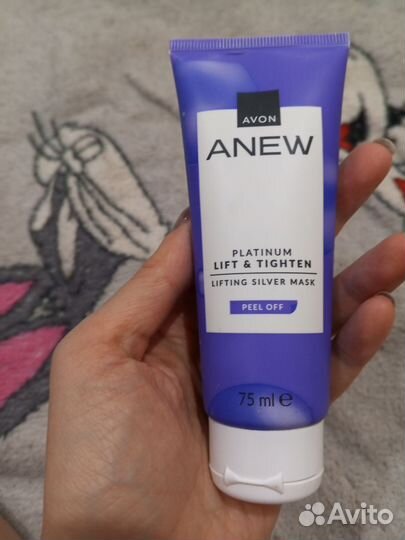 AVON
ANEW
PLATINUM
LIFT & TIGHTEN
LIFTING SILVER MASK
PEEL OFF
75 ml ℮
Avito